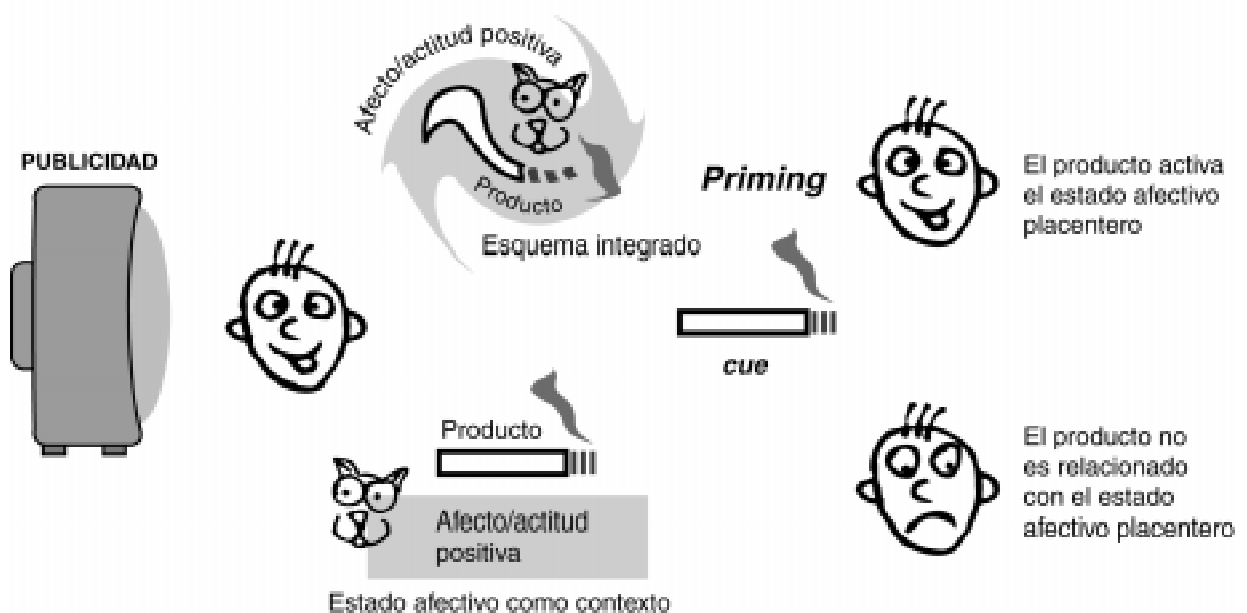 PUBLICIDAD
Afecto/actitud positiva
Producto
Esquema integrado
Priming
cue
El producto activa
el estado afectivo
placentero
Producto
Afecto/actitud
positiva
Estado afectivo como contexto
El producto no
es relacionado
con el estado
afectivo placentero